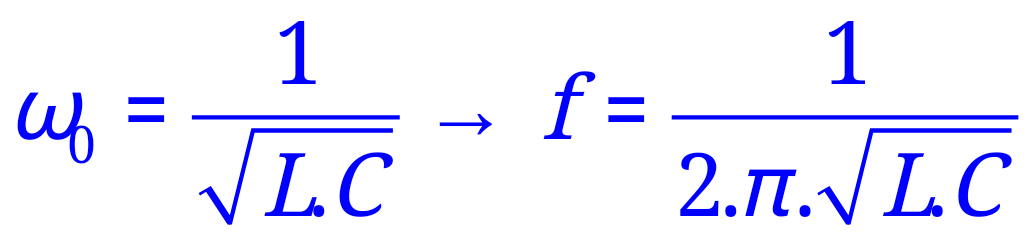 ω₀ = 1/√(L.C) → f = 1/(2.π.√(L.C))